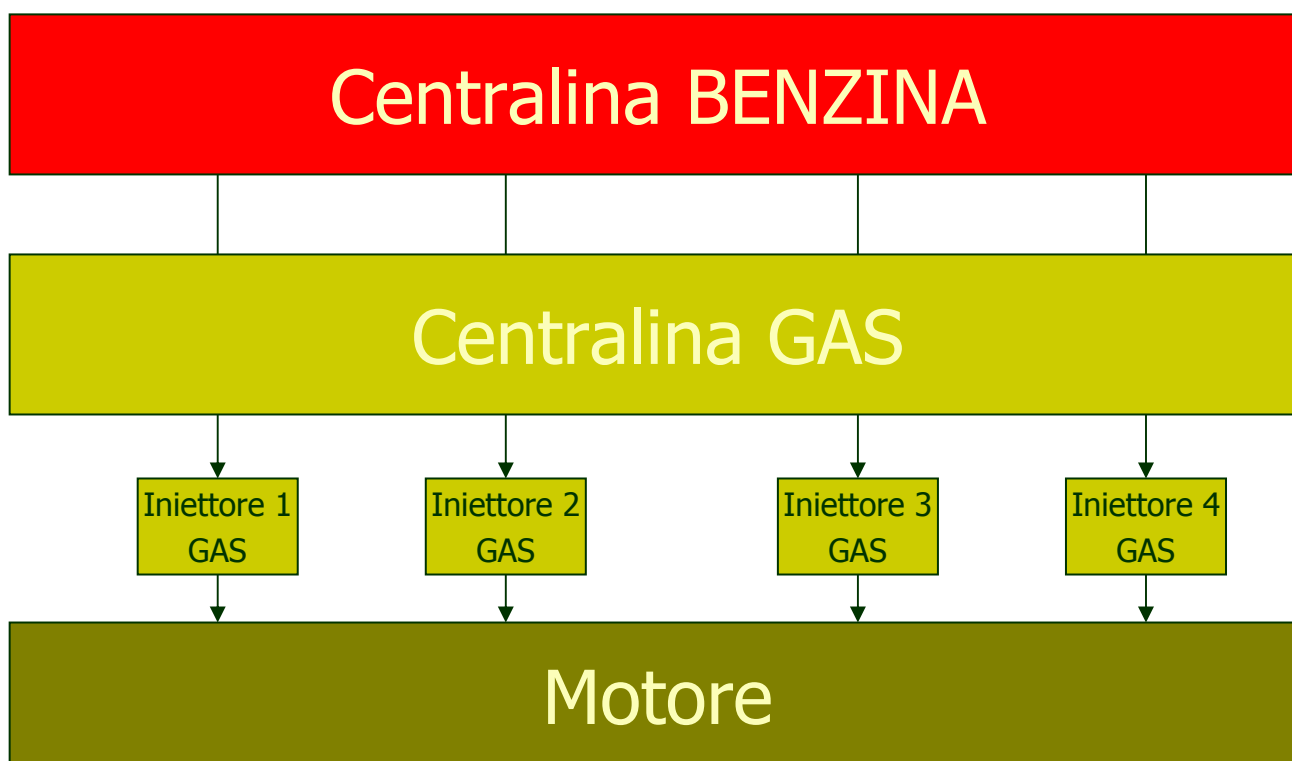 Centralina BENZINA
Centralina GAS
Iniettore 1
GAS
Iniettore 2
GAS
Iniettore 3
GAS
Iniettore 4
GAS
Motore